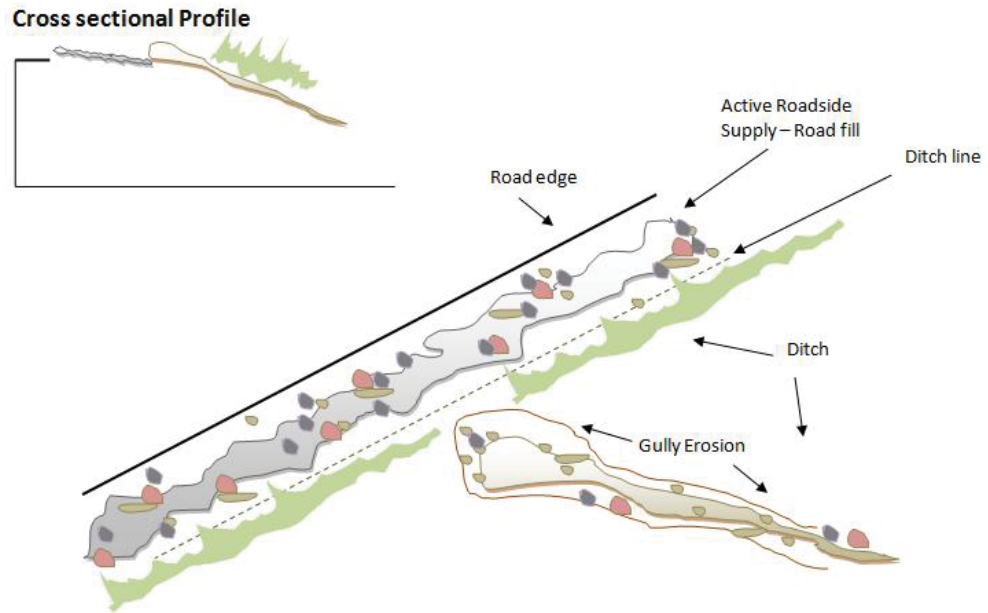 Cross sectional Profile
Active Roadside
Supply – Road fill
Ditch line
Road edge
Ditch
Gully Erosion